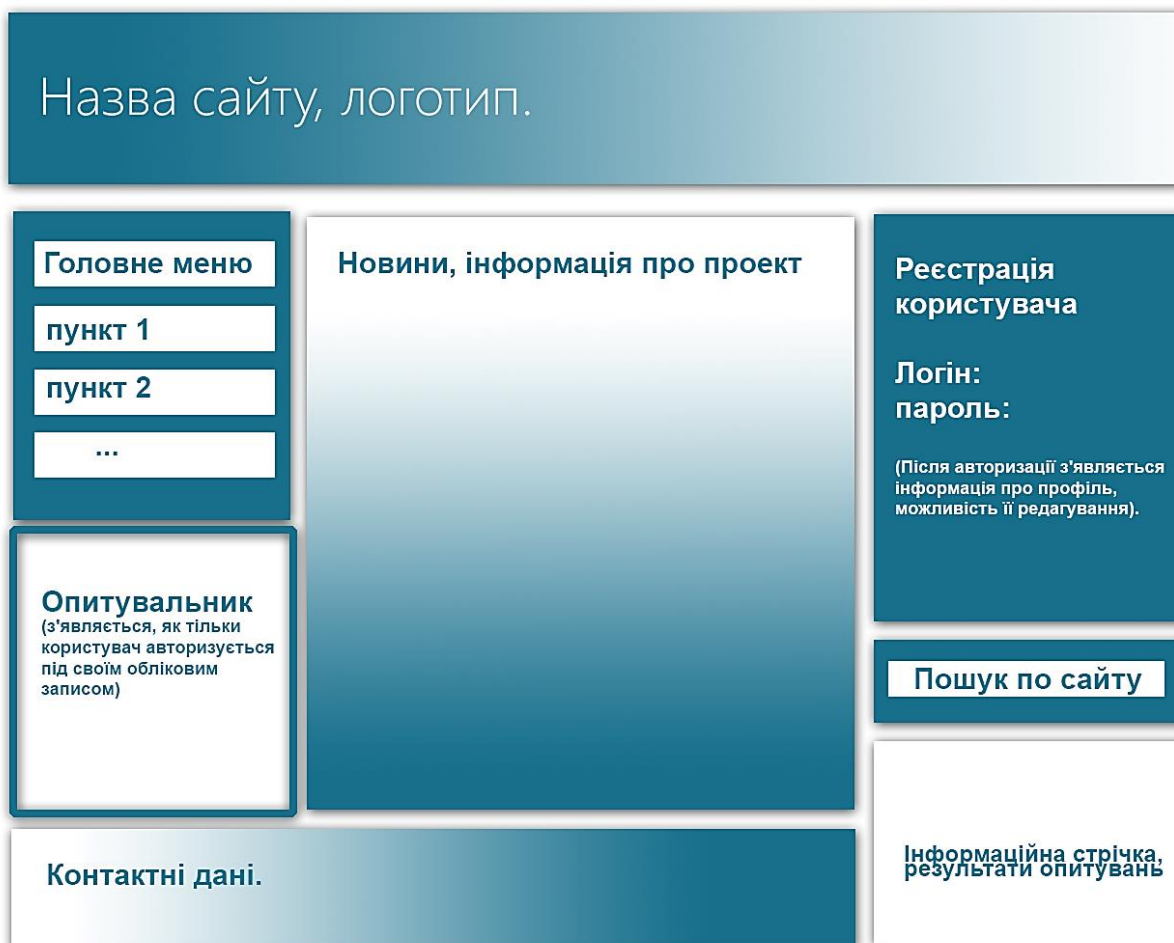 Назва сайту, логотип.
Головне меню
пункт 1
пункт 2
...
Опитувальник
(з'являється, як тільки
користувач авторизується
під своїм обліковим
записом)
Новини, інформація про проект
Реєстрація
користувача
Логін:
пароль:
(Після авторизації з'являється
інформація про профіль,
можливість її редагування).
Пошук по сайту
Інформаційна стрічка,
результати опитувань
Контактні дані.